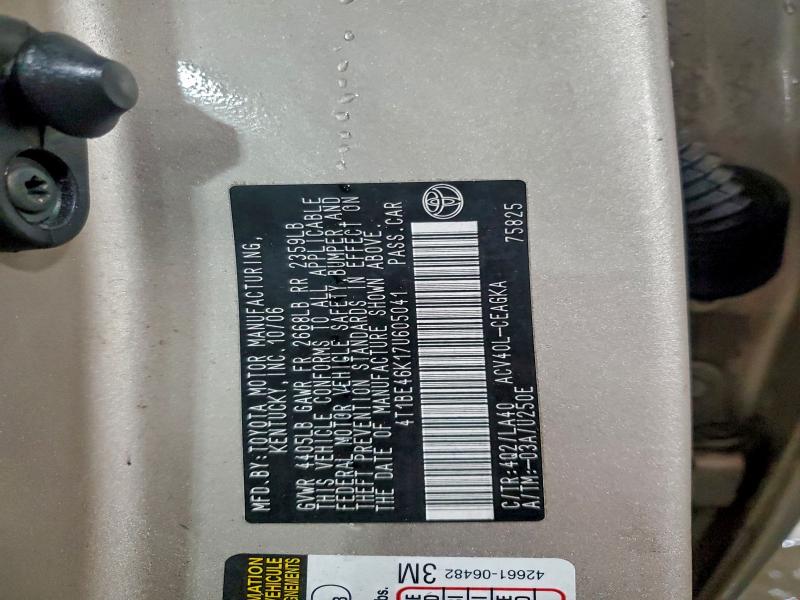 MFD.BY:TOYOTA MOTOR MANUFACTURING,
KENTUCKY, INC. 10/06
GVWR 4405LB GAWR FR 2668LB RR 2359LB
THIS VEHICLE CONFORMS TO ALL APPLICABLE
FEDERAL MOTOR VEHICLE SAFETY, BUMPER AND
THEFT PREVENTION STANDARDS IN EFFECT ON
THE DATE OF MANUFACTURE SHOWN ABOVE.
4T1BE46K17U605041 PASS.CAR
C/TR:4Q2/LA40 ACV40L-CEAGKA 75825
A/TM:-03A/U250E
3M
42661-06482